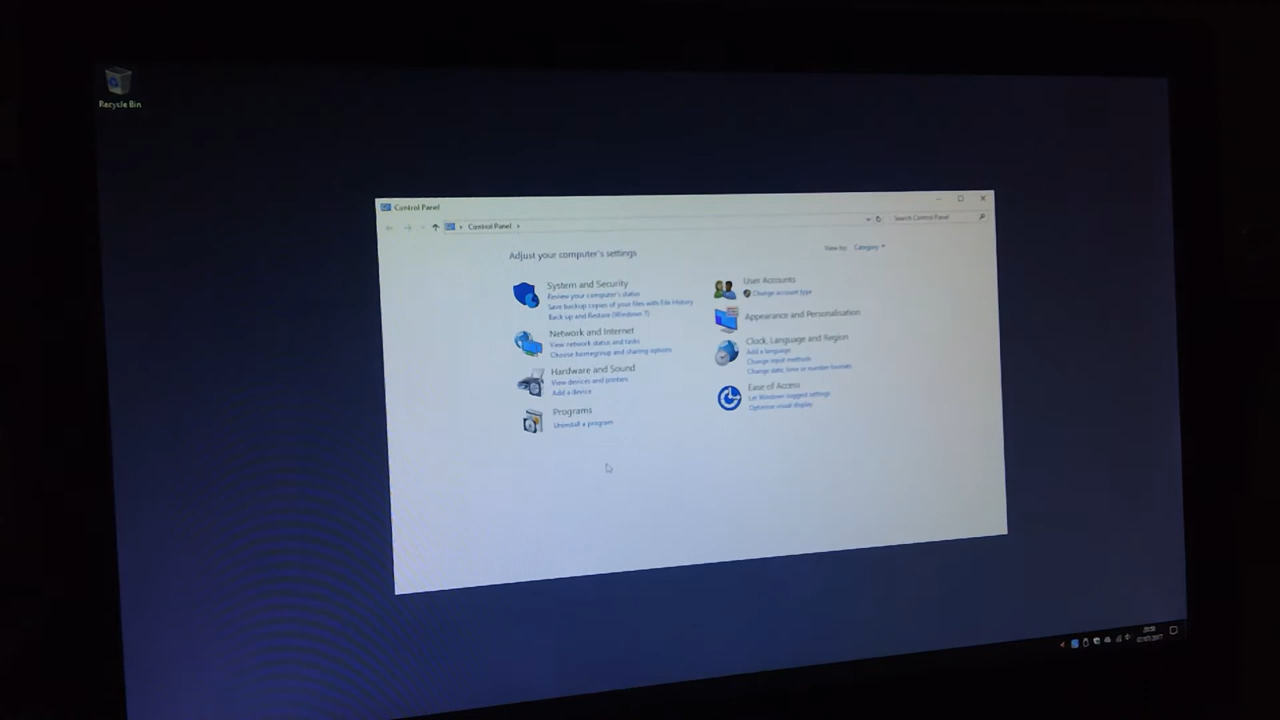 Recycle Bin
Control Panel
Control Panel
Search Control Panel
Adjust your computer's settings
View by: Category
System and Security
Review your computer's status
Save backup copies of your files with File History
Back up and Restore (Windows 7)
Network and Internet
View network status and tasks
Choose homegroup and sharing options
Hardware and Sound
View devices and printers
Add a device
Programs
Uninstall a program
User Accounts
Change account type
Appearance and Personalisation
Clock, Language and Region
Add a language
Change input methods
Change date, time or number formats
Ease of Access
Let Windows suggest settings
Optimise visual display